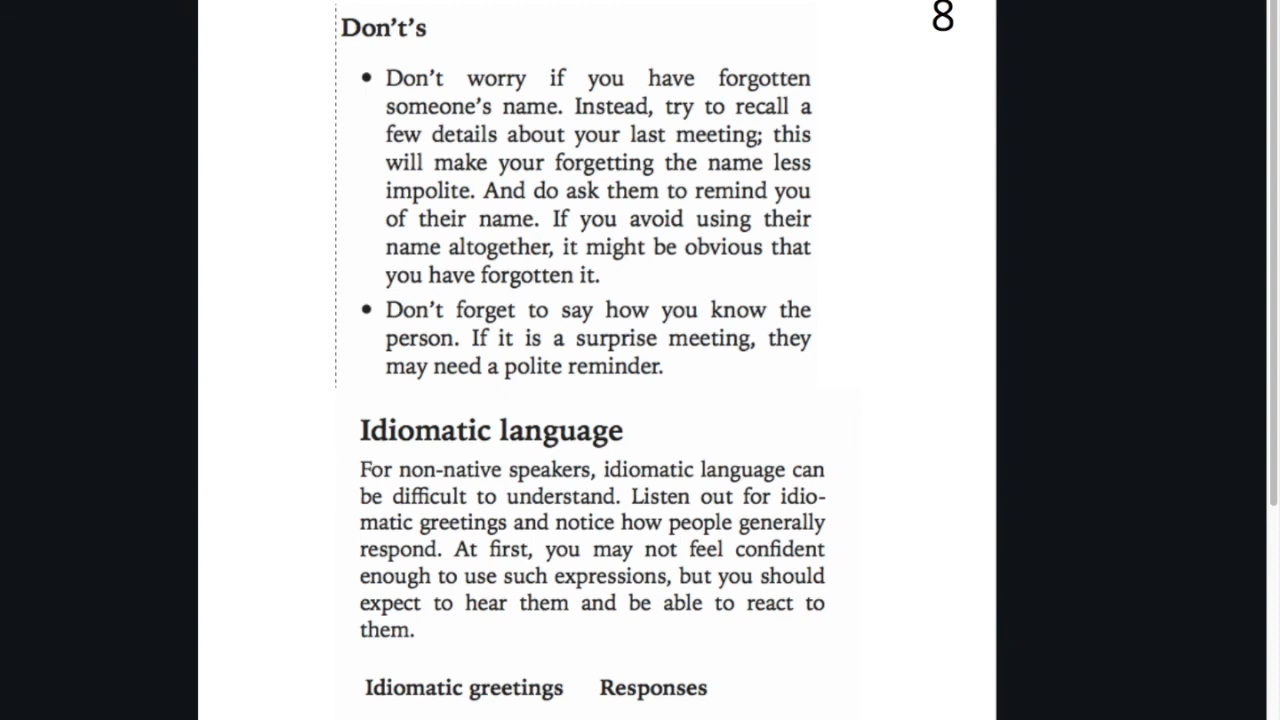 8
Don’t’s
• Don’t worry if you have forgotten
someone’s name. Instead, try to recall a
few details about your last meeting; this
will make your forgetting the name less
impolite. And do ask them to remind you
of their name. If you avoid using their
name altogether, it might be obvious that
you have forgotten it.
• Don’t forget to say how you know the
person. If it is a surprise meeting, they
may need a polite reminder.
Idiomatic language
For non-native speakers, idiomatic language can
be difficult to understand. Listen out for idio-
matic greetings and notice how people generally
respond. At first, you may not feel confident
enough to use such expressions, but you should
expect to hear them and be able to react to
them.
Idiomatic greetings Responses